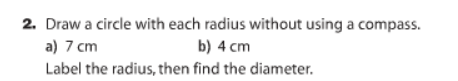 2. Draw a circle with each radius without using a compass.
a) 7 cm b) 4 cm
Label the radius, then find the diameter.